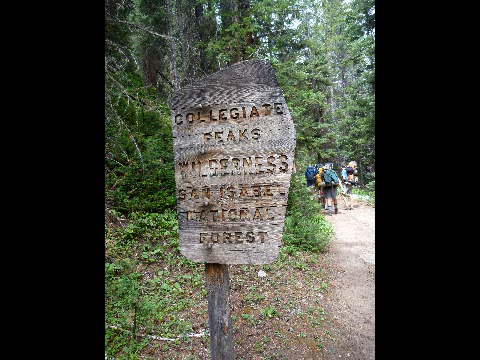 COLLEGIATE
PEAKS
WILDERNESS
SAN ISABEL
NATIONAL
FOREST